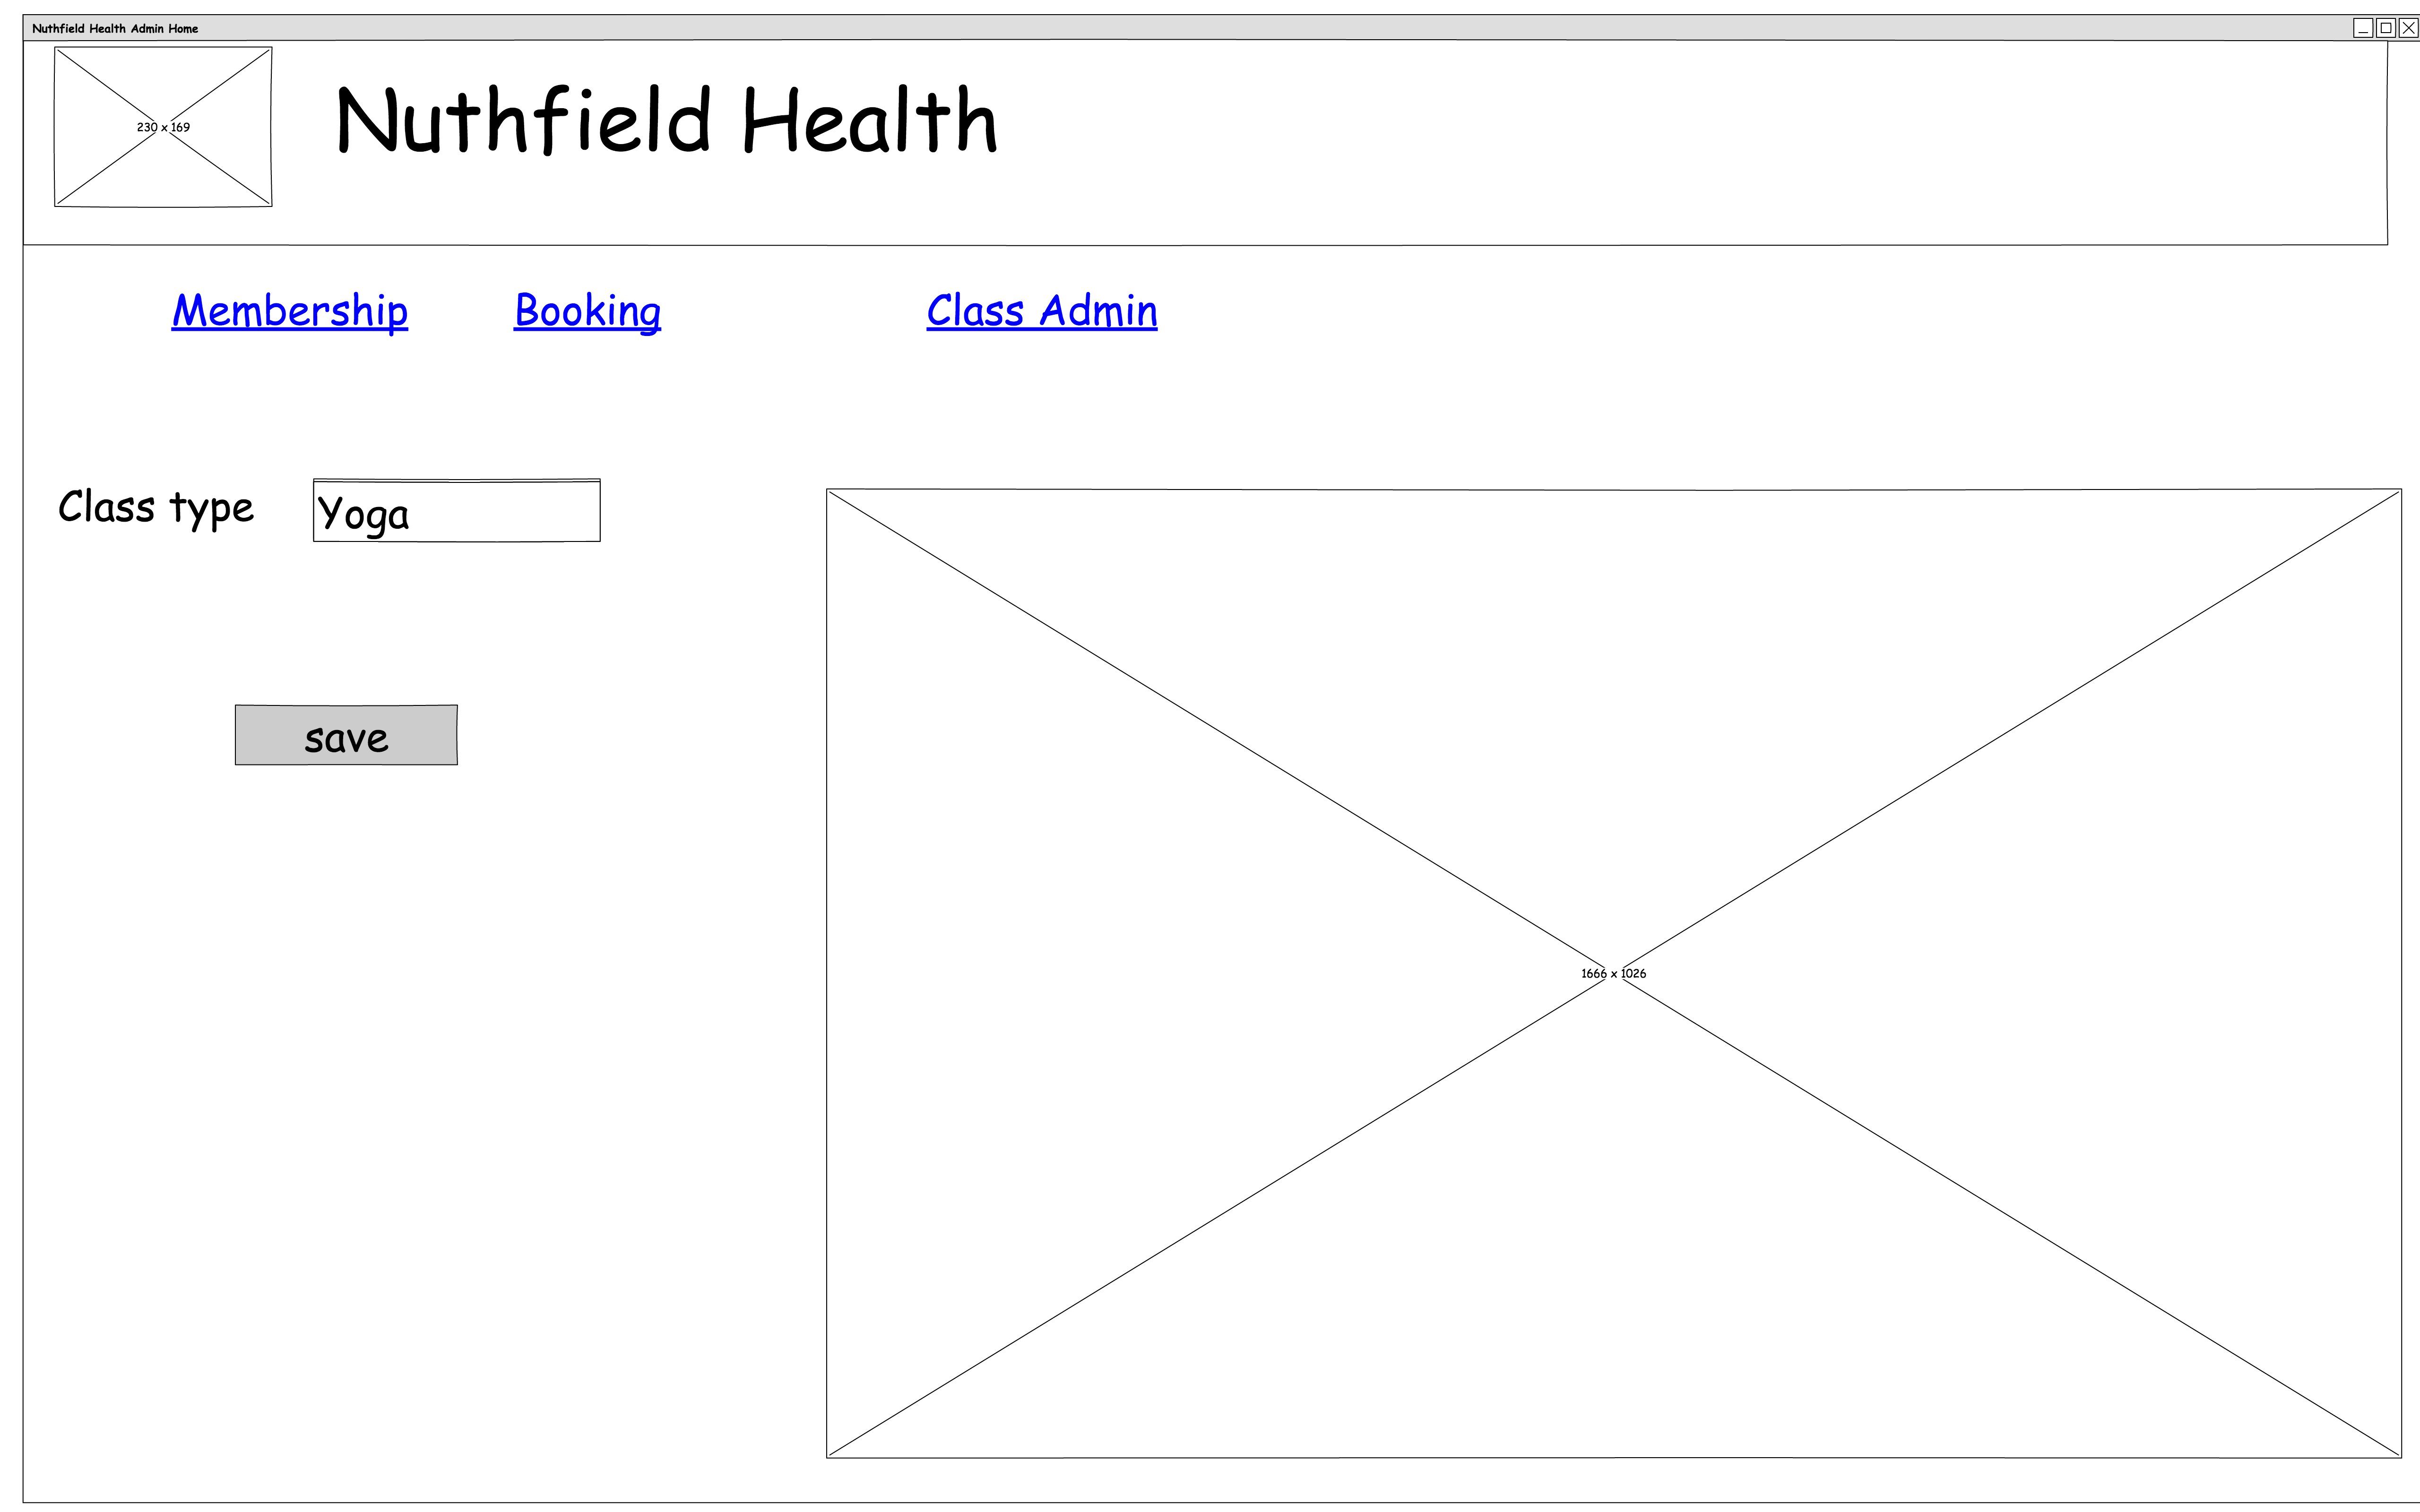 Nuthfield Health Admin Home
230 x 169
Nuthfield Health
Membership Booking Class Admin
Class type Yoga
save
1666 x 1026